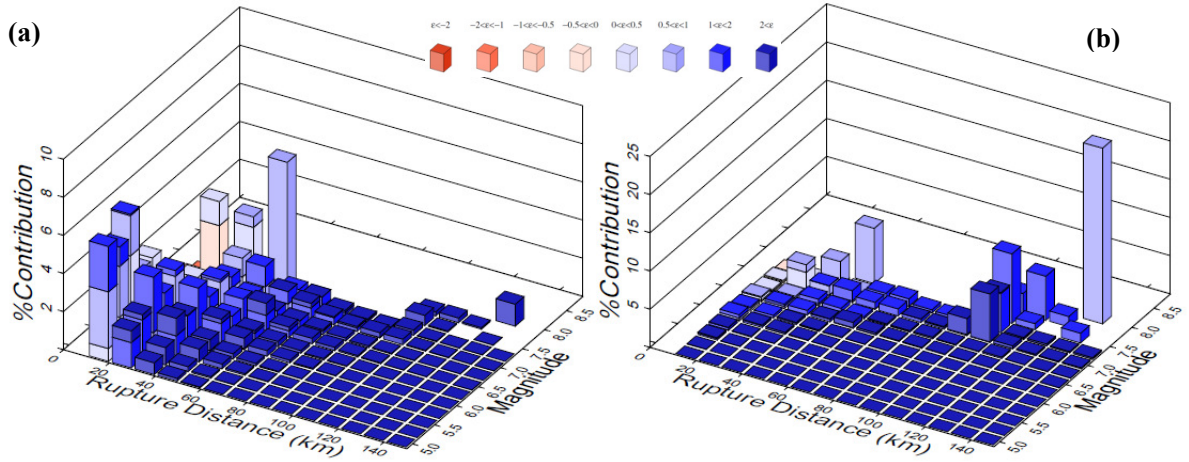 (a)
ε<-2 -2<ε<-1 -1<ε<-0.5 -0.5<ε<0 0<ε<0.5 0.5<ε<1 1<ε<2 2<ε
(b)
%Contribution
0 2 4 6 8 10
Rupture Distance (km)
20 40 60 80 100 120 140
Magnitude
5.0 5.5 6.0 6.5 7.0 7.5 8.0 8.5
%Contribution
0 5 10 15 20 25
Rupture Distance (km)
20 40 60 80 100 120 140
Magnitude
5.0 5.5 6.0 6.5 7.0 7.5 8.0 8.5